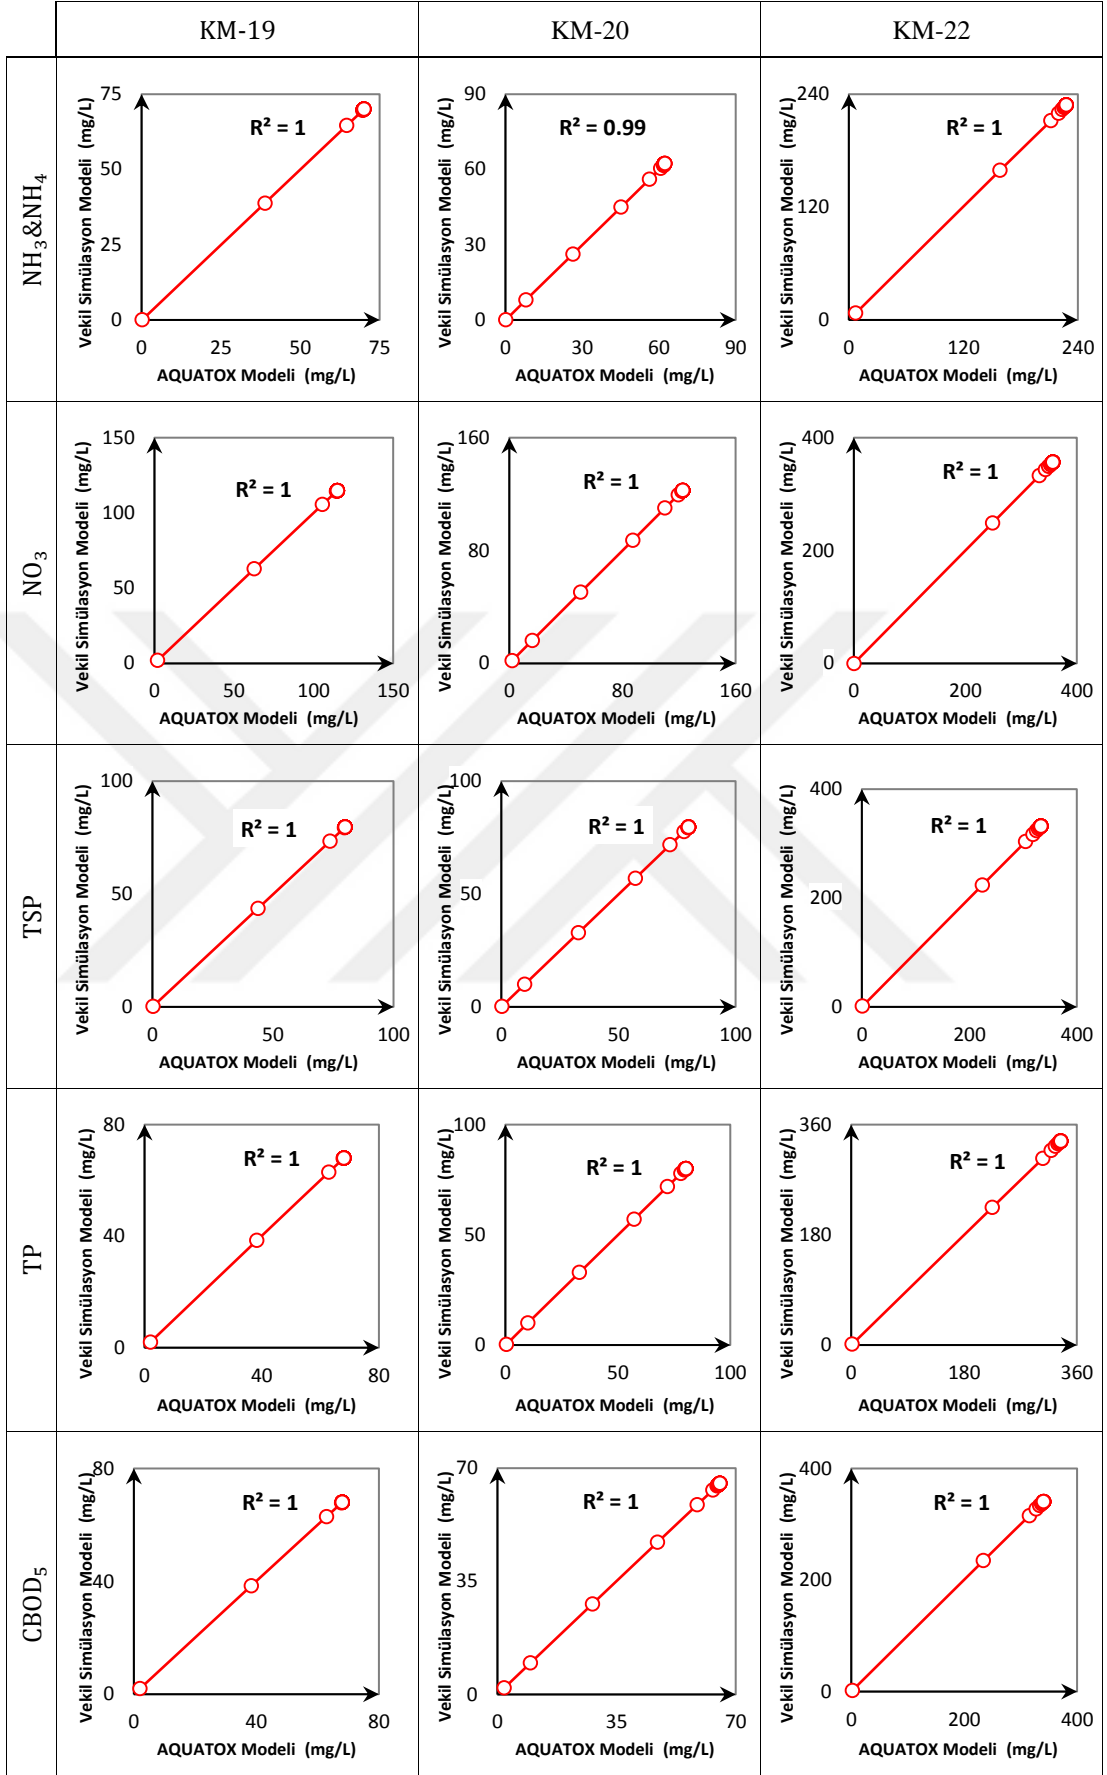 KM-19 KM-20 KM-22
NH₃&NH₄
Vekil Simülasyon Modeli (mg/L)
75
50
25
0
R² = 1
0 25 50 75
AQUATOX Modeli (mg/L)
Vekil Simülasyon Modeli (mg/L)
90
60
30
0
R² = 0.99
0 30 60 90
AQUATOX Modeli (mg/L)
Vekil Simülasyon Modeli (mg/L)
240
120
0
R² = 1
0 120 240
AQUATOX Modeli (mg/L)
NO₃
Vekil Simülasyon Modeli (mg/L)
150
100
50
0
R² = 1
0 50 100 150
AQUATOX Modeli (mg/L)
Vekil Simülasyon Modeli (mg/L)
160
80
0
R² = 1
0 80 160
AQUATOX Modeli (mg/L)
Vekil Simülasyon Modeli (mg/L)
400
200
0
R² = 1
0 200 400
AQUATOX Modeli (mg/L)
TSP
Vekil Simülasyon Modeli (mg/L)
100
50
0
R² = 1
0 50 100
AQUATOX Modeli (mg/L)
Vekil Simülasyon Modeli (mg/L)
100
50
0
R² = 1
0 50 100
AQUATOX Modeli (mg/L)
Vekil Simülasyon Modeli (mg/L)
400
200
0
R² = 1
0 200 400
AQUATOX Modeli (mg/L)
TP
Vekil Simülasyon Modeli (mg/L)
80
40
0
R² = 1
0 40 80
AQUATOX Modeli (mg/L)
Vekil Simülasyon Modeli (mg/L)
100
50
0
R² = 1
0 50 100
AQUATOX Modeli (mg/L)
Vekil Simülasyon Modeli (mg/L)
360
180
0
R² = 1
0 180 360
AQUATOX Modeli (mg/L)
CBOD₅
Vekil Simülasyon Modeli (mg/L)
80
40
0
R² = 1
0 40 80
AQUATOX Modeli (mg/L)
Vekil Simülasyon Modeli (mg/L)
70
35
0
R² = 1
0 35 70
AQUATOX Modeli (mg/L)
Vekil Simülasyon Modeli (mg/L)
400
200
0
R² = 1
0 200 400
AQUATOX Modeli (mg/L)